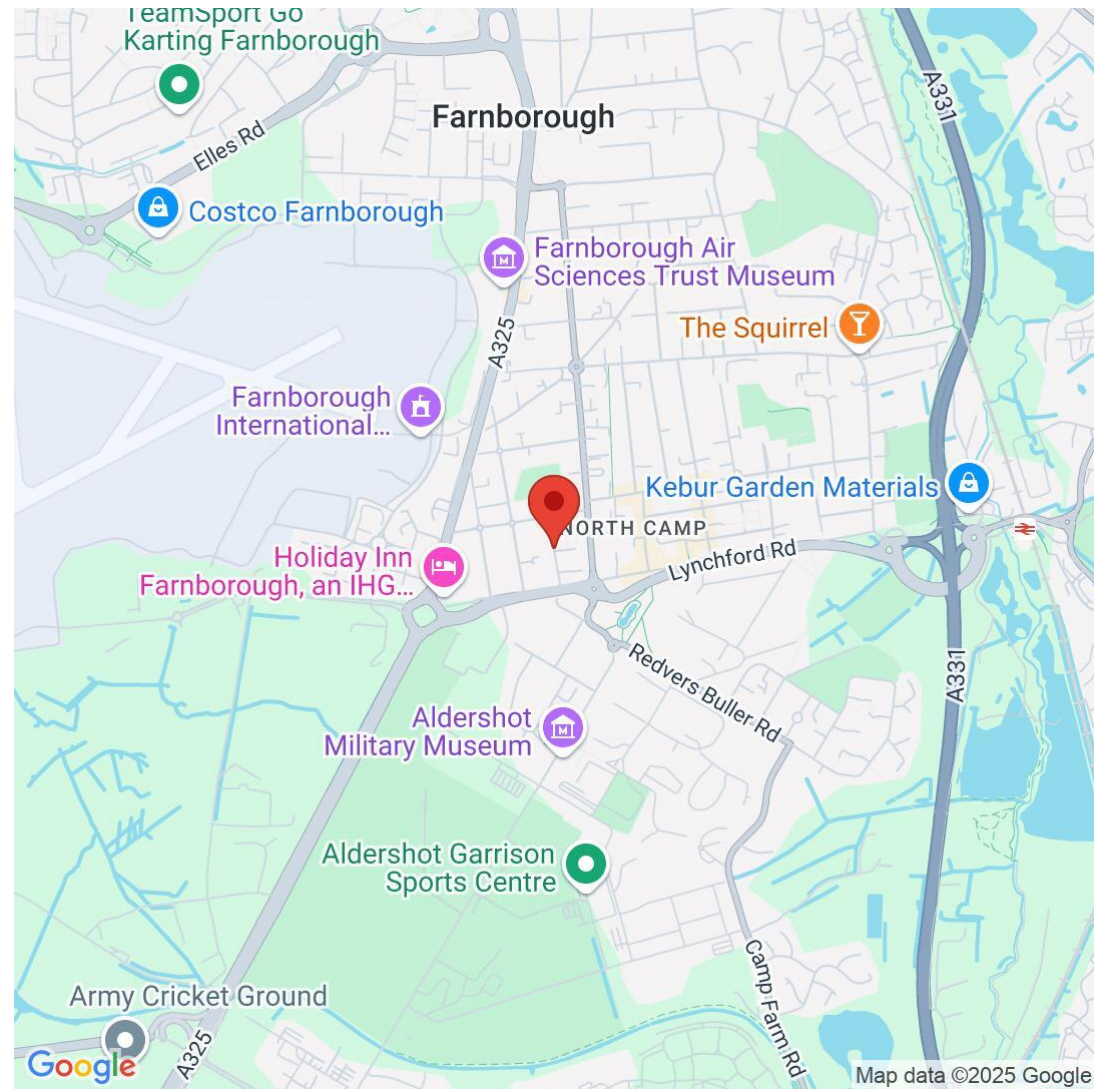 TeamSport Go
Karting Farnborough
Farnborough
A331
Elles Rd
Costco Farnborough
Farnborough Air
Sciences Trust Museum
The Squirrel
A325
Farnborough
International...
Kebur Garden Materials
NORTH CAMP
Holiday Inn
Farnborough, an IHG...
Lynchford Rd
Redvers Buller Rd
A331
Aldershot
Military Museum
Aldershot Garrison
Sports Centre
Camp Farm Rd
Army Cricket Ground
A325
Google
Map data ©2025 Google